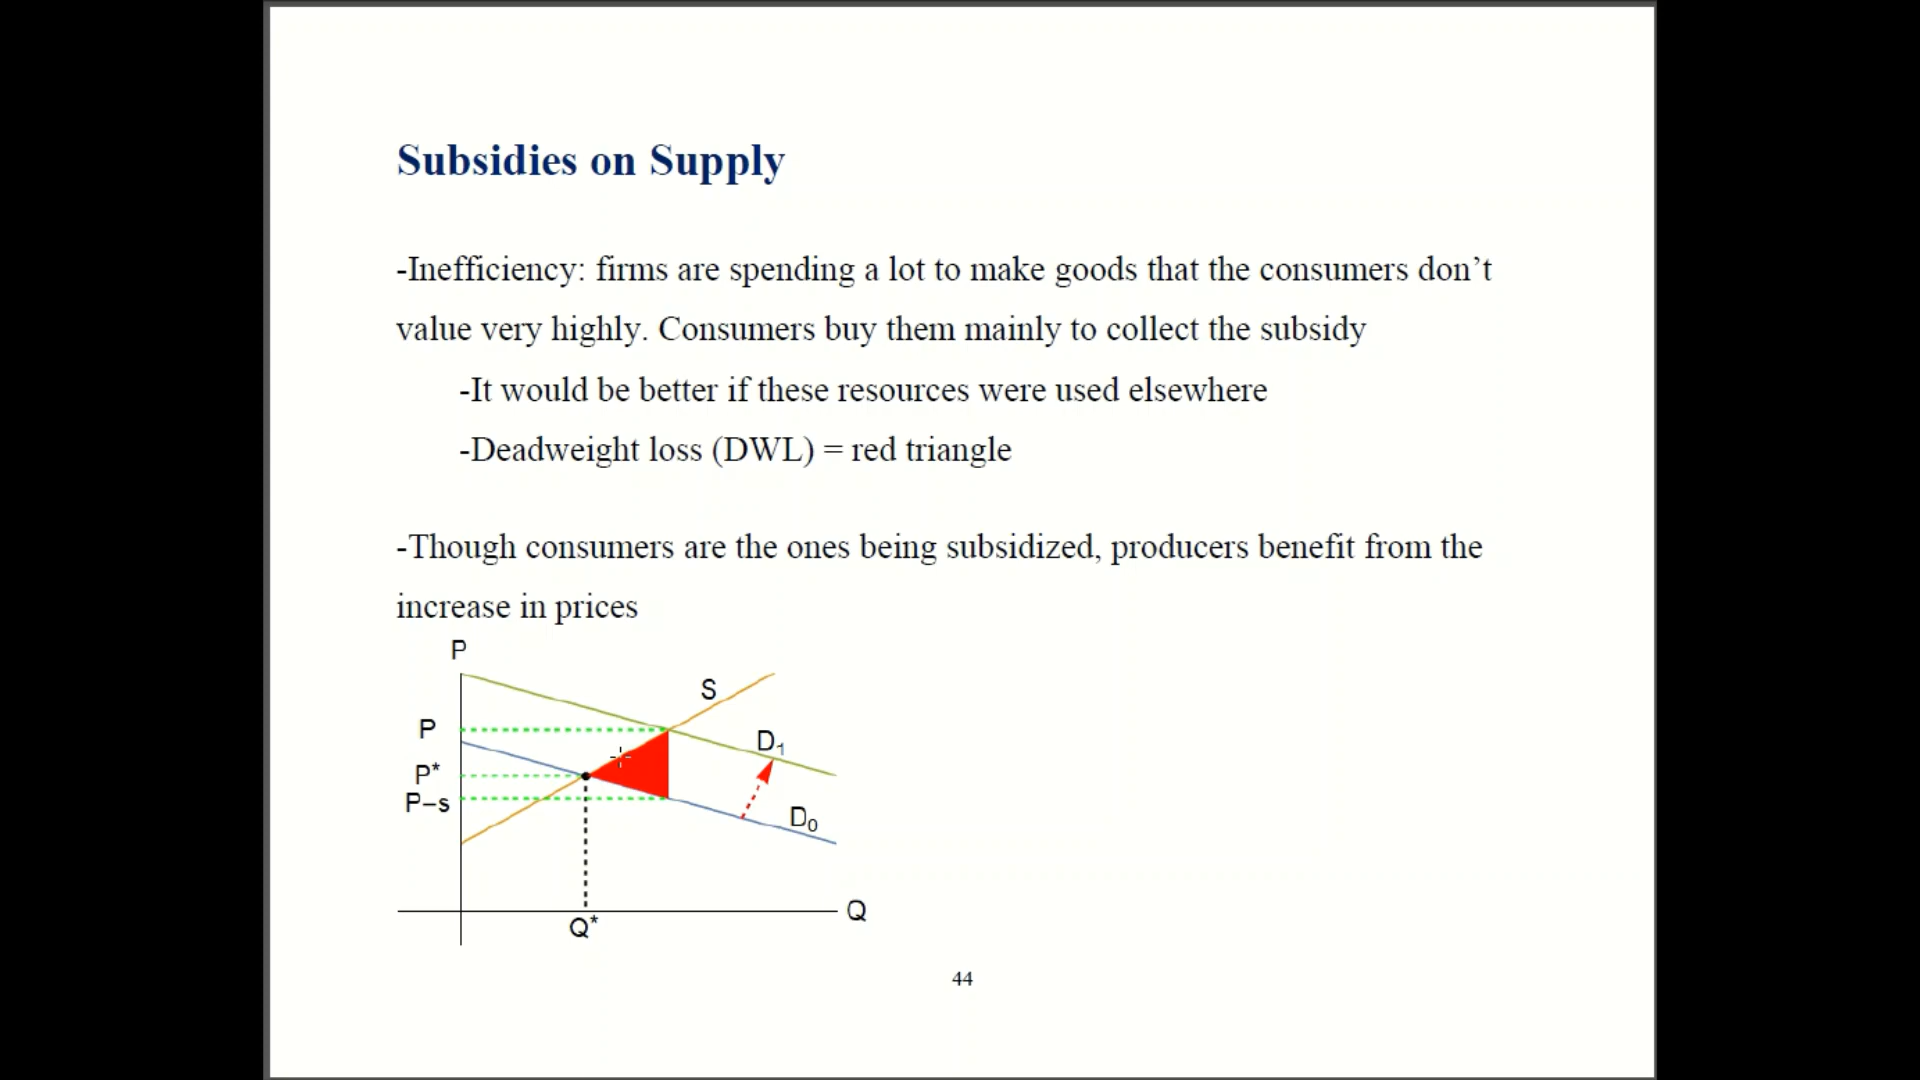 Subsidies on Supply
-Inefficiency: firms are spending a lot to make goods that the consumers don’t
value very highly. Consumers buy them mainly to collect the subsidy
-It would be better if these resources were used elsewhere
-Deadweight loss (DWL) = red triangle
-Though consumers are the ones being subsidized, producers benefit from the
increase in prices
P
S
P
D₁
P*
P–s
D₀
Q
Q*
44